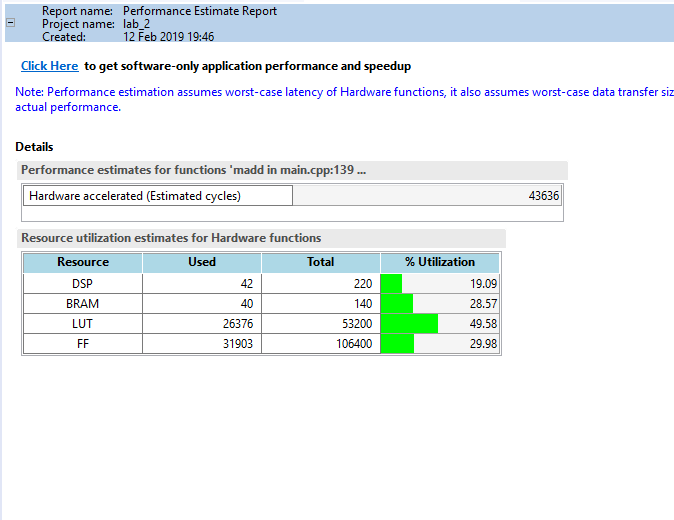 Report name: Performance Estimate Report
Project name: lab_2
Created: 12 Feb 2019 19:46
Click Here to get software-only application performance and speedup
Note: Performance estimation assumes worst-case latency of Hardware functions, it also assumes worst-case data transfer siz
actual performance.
Details
Performance estimates for functions 'madd in main.cpp:139 ...
Hardware accelerated (Estimated cycles) 43636
Resource utilization estimates for Hardware functions
Resource Used Total % Utilization
DSP 42 220 19.09
BRAM 40 140 28.57
LUT 26376 53200 49.58
FF 31903 106400 29.98